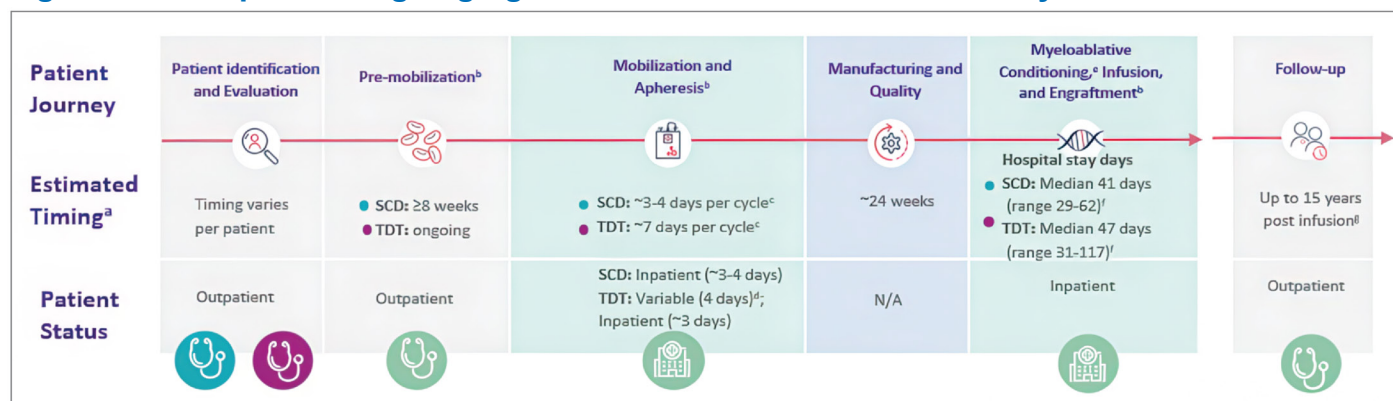 Patient
Journey
Patient identification
and Evaluation
Pre-mobilizationᵇ
Mobilization and
Apheresisᵇ
Manufacturing and
Quality
Myeloablative
Conditioning,ᵉ Infusion,
and Engraftmentᵇ
Follow-up
Estimated
Timingᵃ
Timing varies
per patient
SCD: ≥8 weeks
TDT: ongoing
SCD: ~3-4 days per cycleᶜ
TDT: ~7 days per cycleᶜ
~24 weeks
Hospital stay days
SCD: Median 41 days
(range 29-62)ᶠ
TDT: Median 47 days
(range 31-117)ᶠ
Up to 15 years
post infusionᵍ
Patient
Status
Outpatient
Outpatient
SCD: Inpatient (~3-4 days)
TDT: Variable (4 days)ᵈ;
Inpatient (~3 days)
N/A
Inpatient
Outpatient